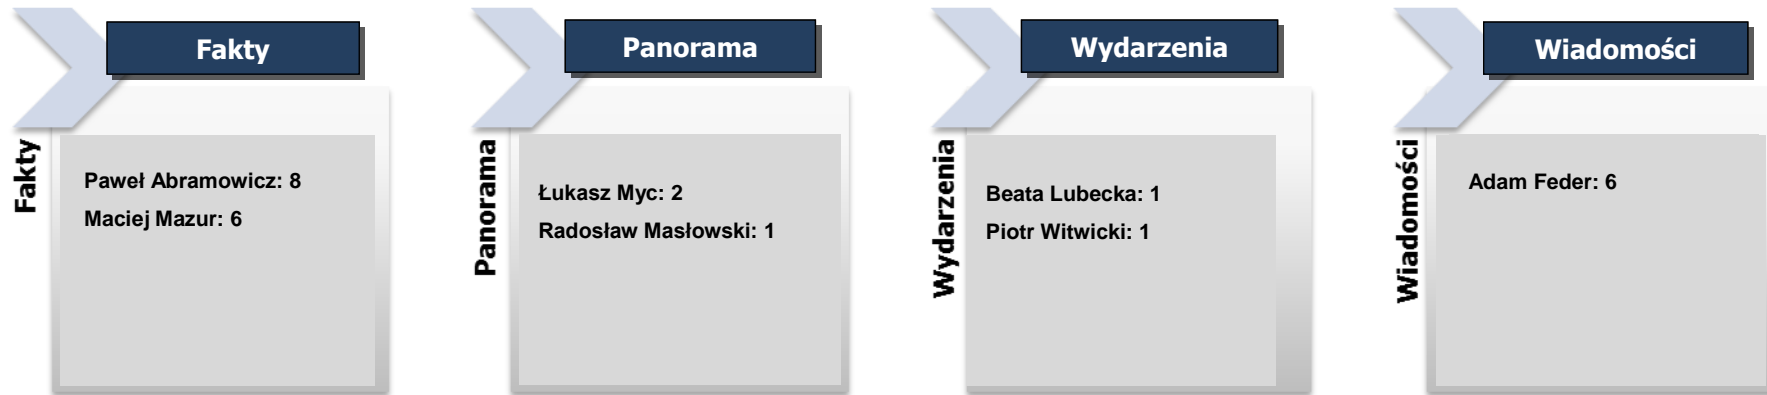 Fakty
Fakty
Paweł Abramowicz: 8
Maciej Mazur: 6
Panorama
Panorama
Łukasz Myc: 2
Radosław Masłowski: 1
Wydarzenia
Wydarzenia
Beata Lubecka: 1
Piotr Witwicki: 1
Wiadomości
Wiadomości
Adam Feder: 6